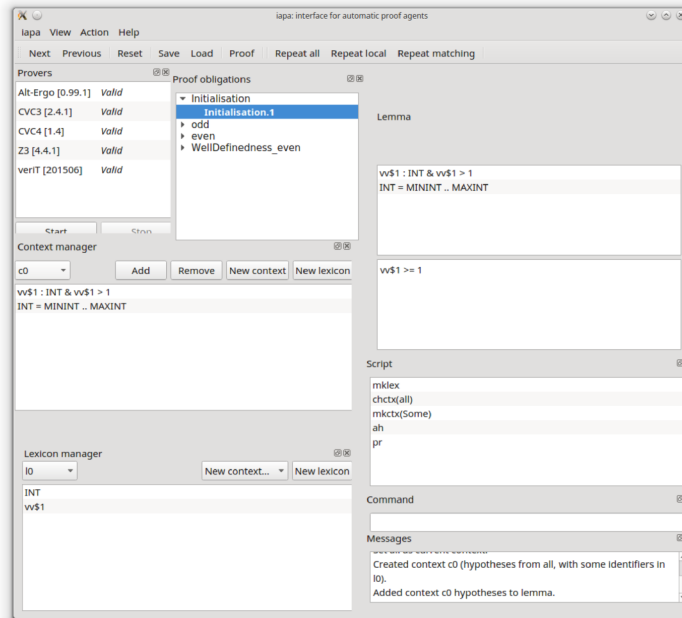 iapa: interface for automatic proof agents
iapa View Action Help
Next Previous Reset Save Load Proof Repeat all Repeat local Repeat matching
Provers
Alt-Ergo [0.99.1] Valid
CVC3 [2.4.1] Valid
CVC4 [1.4] Valid
Z3 [4.4.1] Valid
veriT [201506] Valid
Start Stop
Proof obligations
Initialisation
Initialisation.1
odd
even
WellDefinedness_even
Context manager
c0 Add Remove New context New lexicon
vv$1 : INT & vv$1 > 1
INT = MININT .. MAXINT
Lexicon manager
l0 New context... New lexicon
INT
vv$1
Lemma
vv$1 : INT & vv$1 > 1
INT = MININT .. MAXINT
vv$1 >= 1
Script
mklex
chctx(all)
mkctx(Some)
ah
pr
Command
Messages
Set all as current context.
Created context c0 (hypotheses from all, with some identifiers in
l0).
Added context c0 hypotheses to lemma.